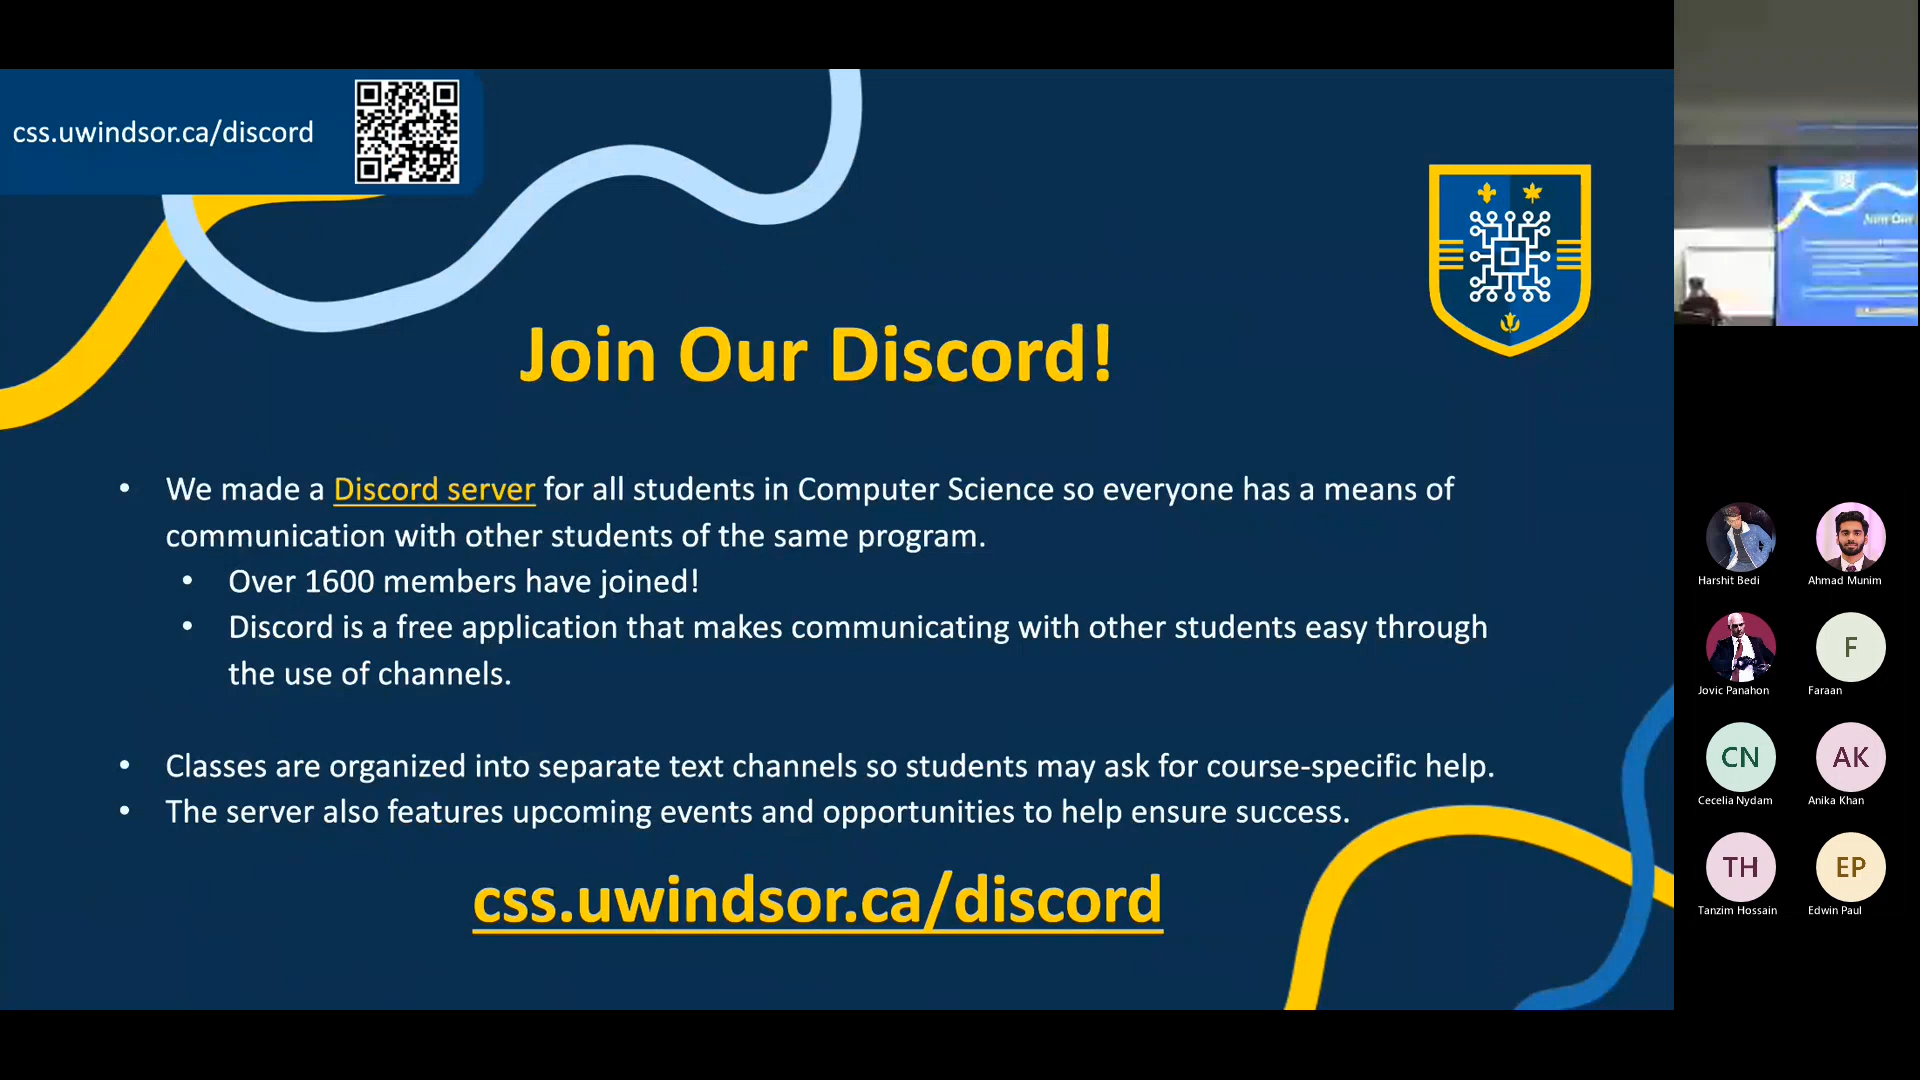 css.uwindsor.ca/discord
Join Our Discord!
• We made a Discord server for all students in Computer Science so everyone has a means of
communication with other students of the same program.
• Over 1600 members have joined!
• Discord is a free application that makes communicating with other students easy through
the use of channels.
• Classes are organized into separate text channels so students may ask for course-specific help.
• The server also features upcoming events and opportunities to help ensure success.
css.uwindsor.ca/discord
Join Our
Harshit Bedi
Ahmad Munim
Jovic Panahon
F
Faraan
CN
Cecelia Nydam
AK
Anika Khan
TH
Tanzim Hossain
EP
Edwin Paul